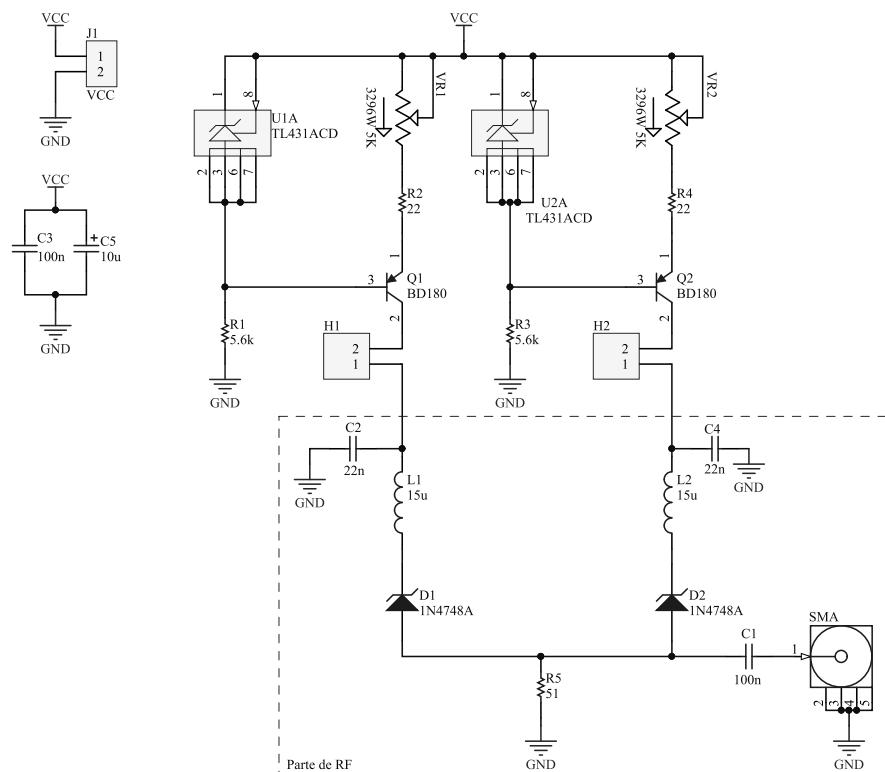 VCC
J1
1
2
VCC
GND
VCC
C3
100n
+
C5
10u
GND
VCC
1
8
U1A
TL431ACD
2
3
6
7
3296W 5K
VR1
R2
22
1
3
Q1
BD180
2
R1
5.6k
GND
H1
2
1
1
8
U2A
TL431ACD
2
3
6
7
3296W 5K
VR2
R4
22
1
3
Q2
BD180
2
R3
5.6k
GND
H2
2
1
C2
22n
GND
L1
15u
C4
22n
GND
L2
15u
D1
1N4748A
D2
1N4748A
R5
51
GND
C1
100n
SMA
1
2
3
4
5
GND
Parte de RF